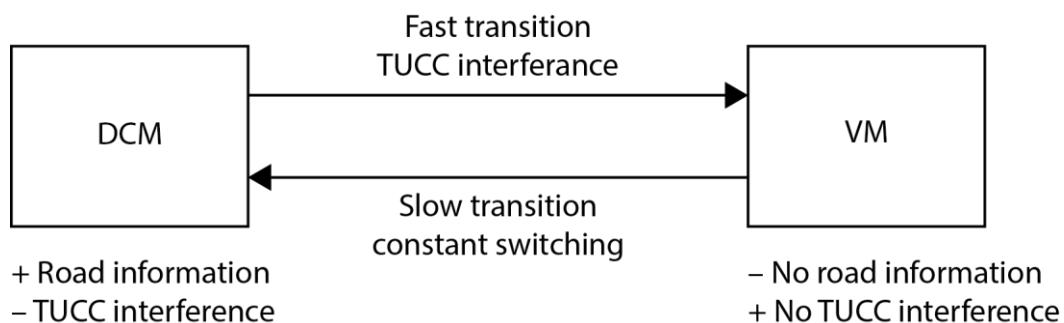 Fast transition
TUCC interferance
DCM
VM
Slow transition
constant switching
+ Road information
– TUCC interference
– No road information
+ No TUCC interference